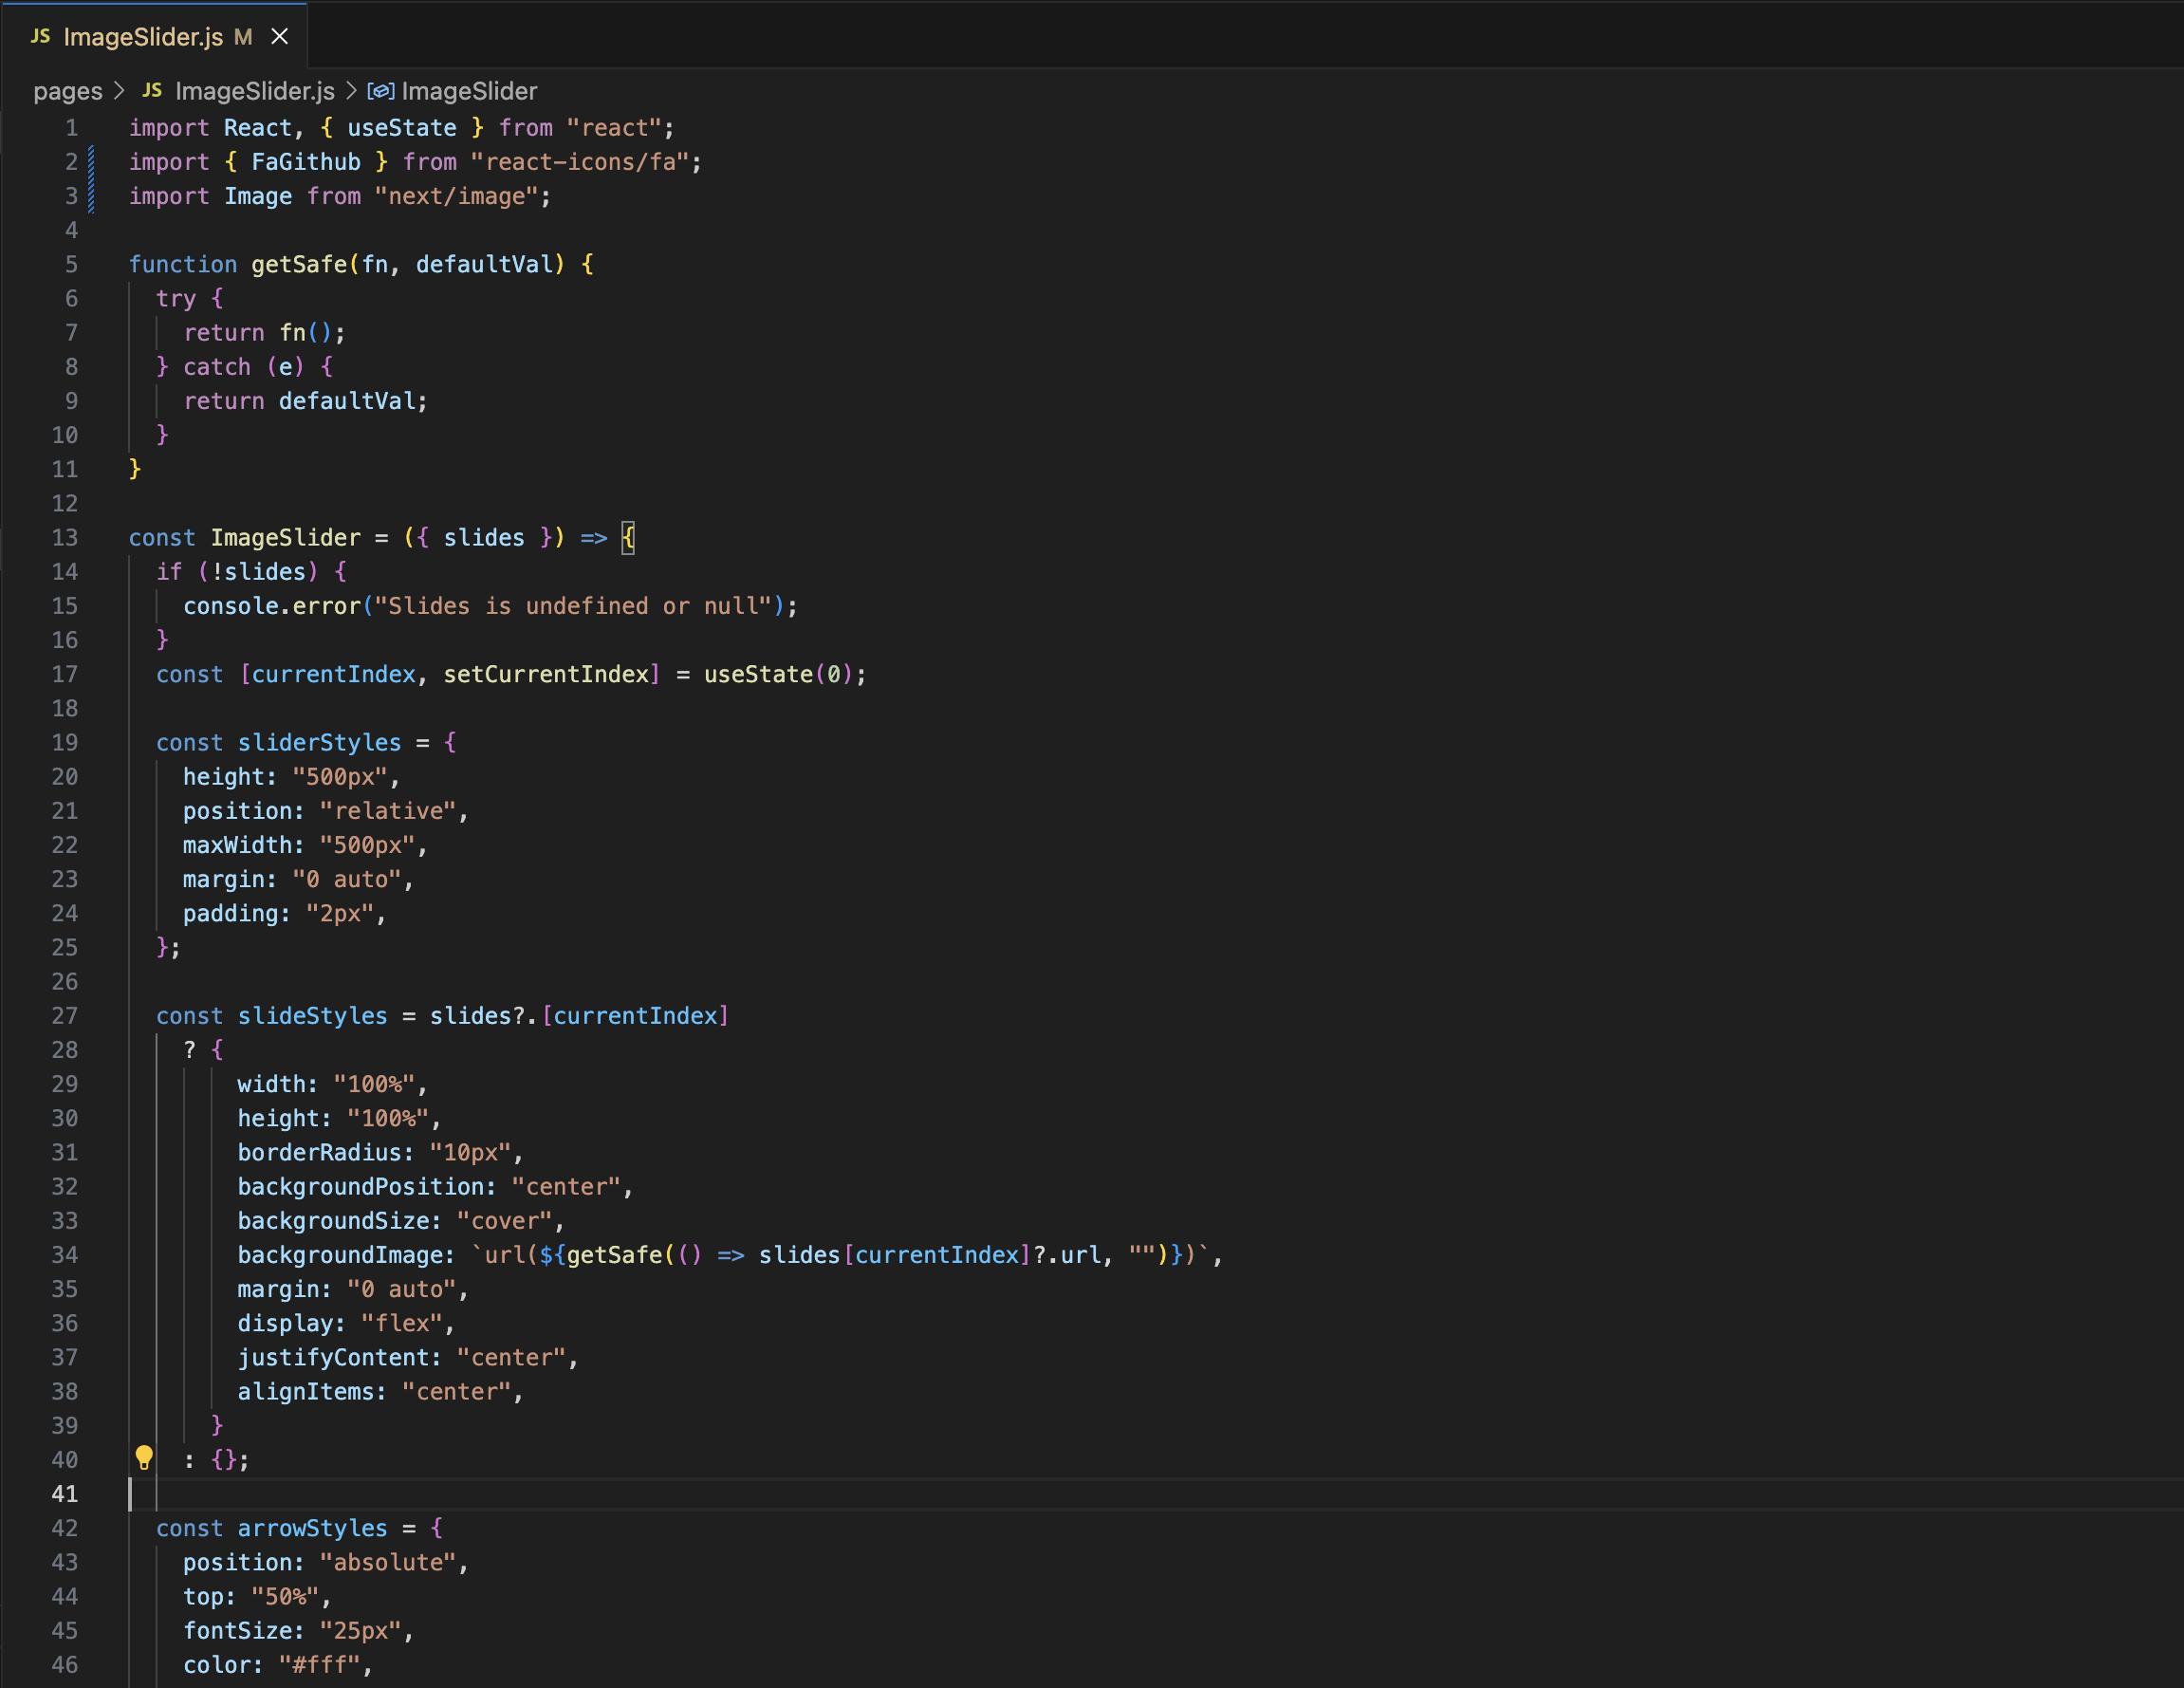 JS ImageSlider.js M ×
pages > JS ImageSlider.js > ImageSlider
1 import React, { useState } from "react";
2 import { FaGithub } from "react-icons/fa";
3 import Image from "next/image";
4
5 function getSafe(fn, defaultVal) {
6   try {
7     return fn();
8   } catch (e) {
9     return defaultVal;
10   }
11 }
12
13 const ImageSlider = ({ slides }) => {
14   if (!slides) {
15     console.error("Slides is undefined or null");
16   }
17   const [currentIndex, setCurrentIndex] = useState(0);
18
19   const sliderStyles = {
20     height: "500px",
21     position: "relative",
22     maxWidth: "500px",
23     margin: "0 auto",
24     padding: "2px",
25   };
26
27   const slideStyles = slides?.[currentIndex]
28     ? {
29         width: "100%",
30         height: "100%",
31         borderRadius: "10px",
32         backgroundPosition: "center",
33         backgroundSize: "cover",
34         backgroundImage: `url(${getSafe(() => slides[currentIndex]?.url, "")})`,
35         margin: "0 auto",
36         display: "flex",
37         justifyContent: "center",
38         alignItems: "center",
39       }
40     : {};
41
42   const arrowStyles = {
43     position: "absolute",
44     top: "50%",
45     fontSize: "25px",
46     color: "#fff",